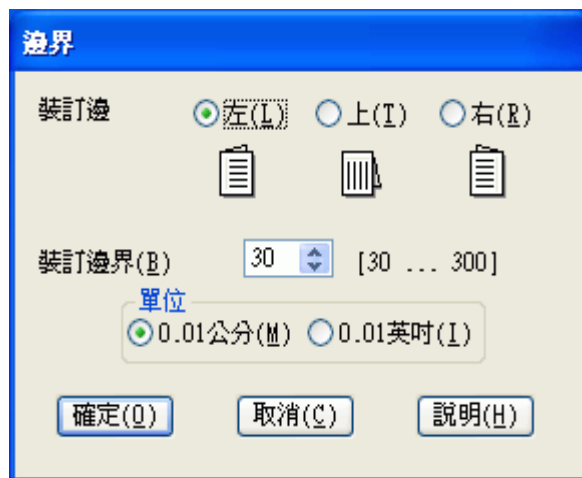 邊界
裝訂邊 左(L) 上(T) 右(R)
裝訂邊界(B) 30 [30 ... 300]
單位
0.01公分(M) 0.01英吋(I)
確定(O) 取消(C) 說明(H)